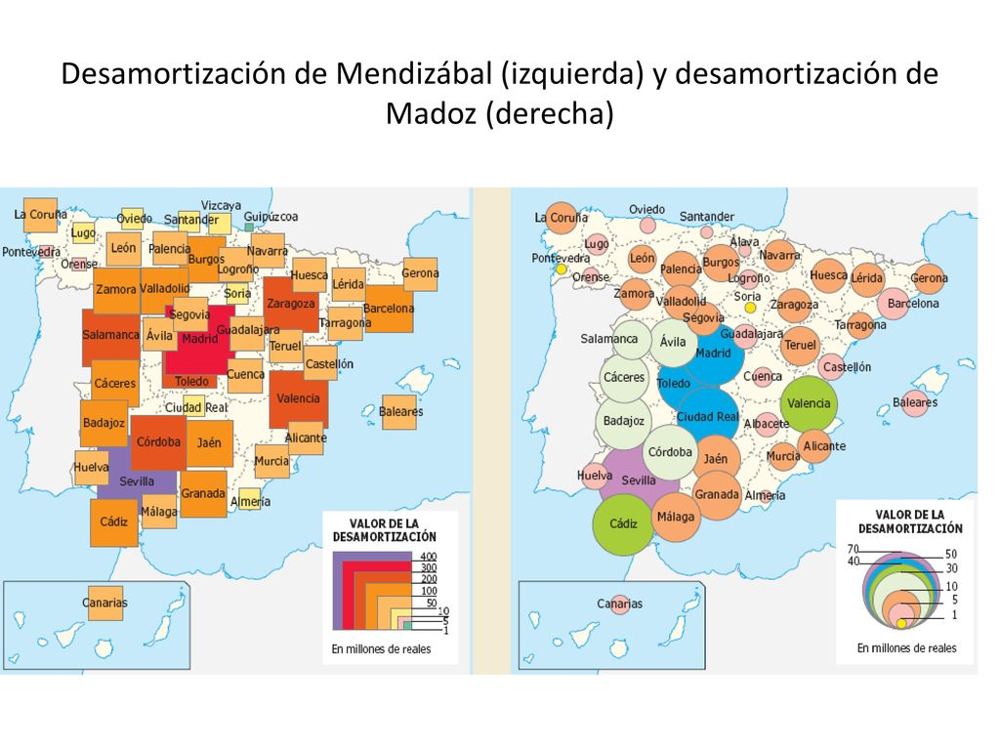 Desamortización de Mendizábal (izquierda) y desamortización de
Madoz (derecha)
Vizcaya
La Coruña
Oviedo
Santander
Guipúzcoa
Lugo
Pontevedra
Orense
León
Palencia
Burgos
Logroño
Navarra
Huesca
Lérida
Gerona
Zamora
Valladolid
Soria
Zaragoza
Barcelona
Segovia
Tarragona
Salamanca
Ávila
Madrid
Guadalajara
Teruel
Castellón
Cáceres
Toledo
Cuenca
Valencia
Ciudad Real
Baleares
Badajoz
Córdoba
Jaén
Alicante
Huelva
Murcia
Sevilla
Granada
Almería
Cádiz
Málaga
Canarias
VALOR DE LA
DESAMORTIZACIÓN
400
300
200
100
50
10
5
1
En millones de reales
La Coruña
Oviedo
Santander
Lugo
Álava
Pontevedra
Orense
León
Palencia
Burgos
Logroño
Navarra
Huesca
Lérida
Gerona
Zamora
Valladolid
Soria
Zaragoza
Barcelona
Segovia
Tarragona
Salamanca
Ávila
Madrid
Guadalajara
Teruel
Castellón
Cáceres
Toledo
Cuenca
Valencia
Baleares
Badajoz
Ciudad Real
Albacete
Córdoba
Jaén
Murcia
Alicante
Huelva
Sevilla
Granada
Almería
Cádiz
Málaga
Canarias
VALOR DE LA
DESAMORTIZACIÓN
70
50
40
30
10
5
1
En millones de reales